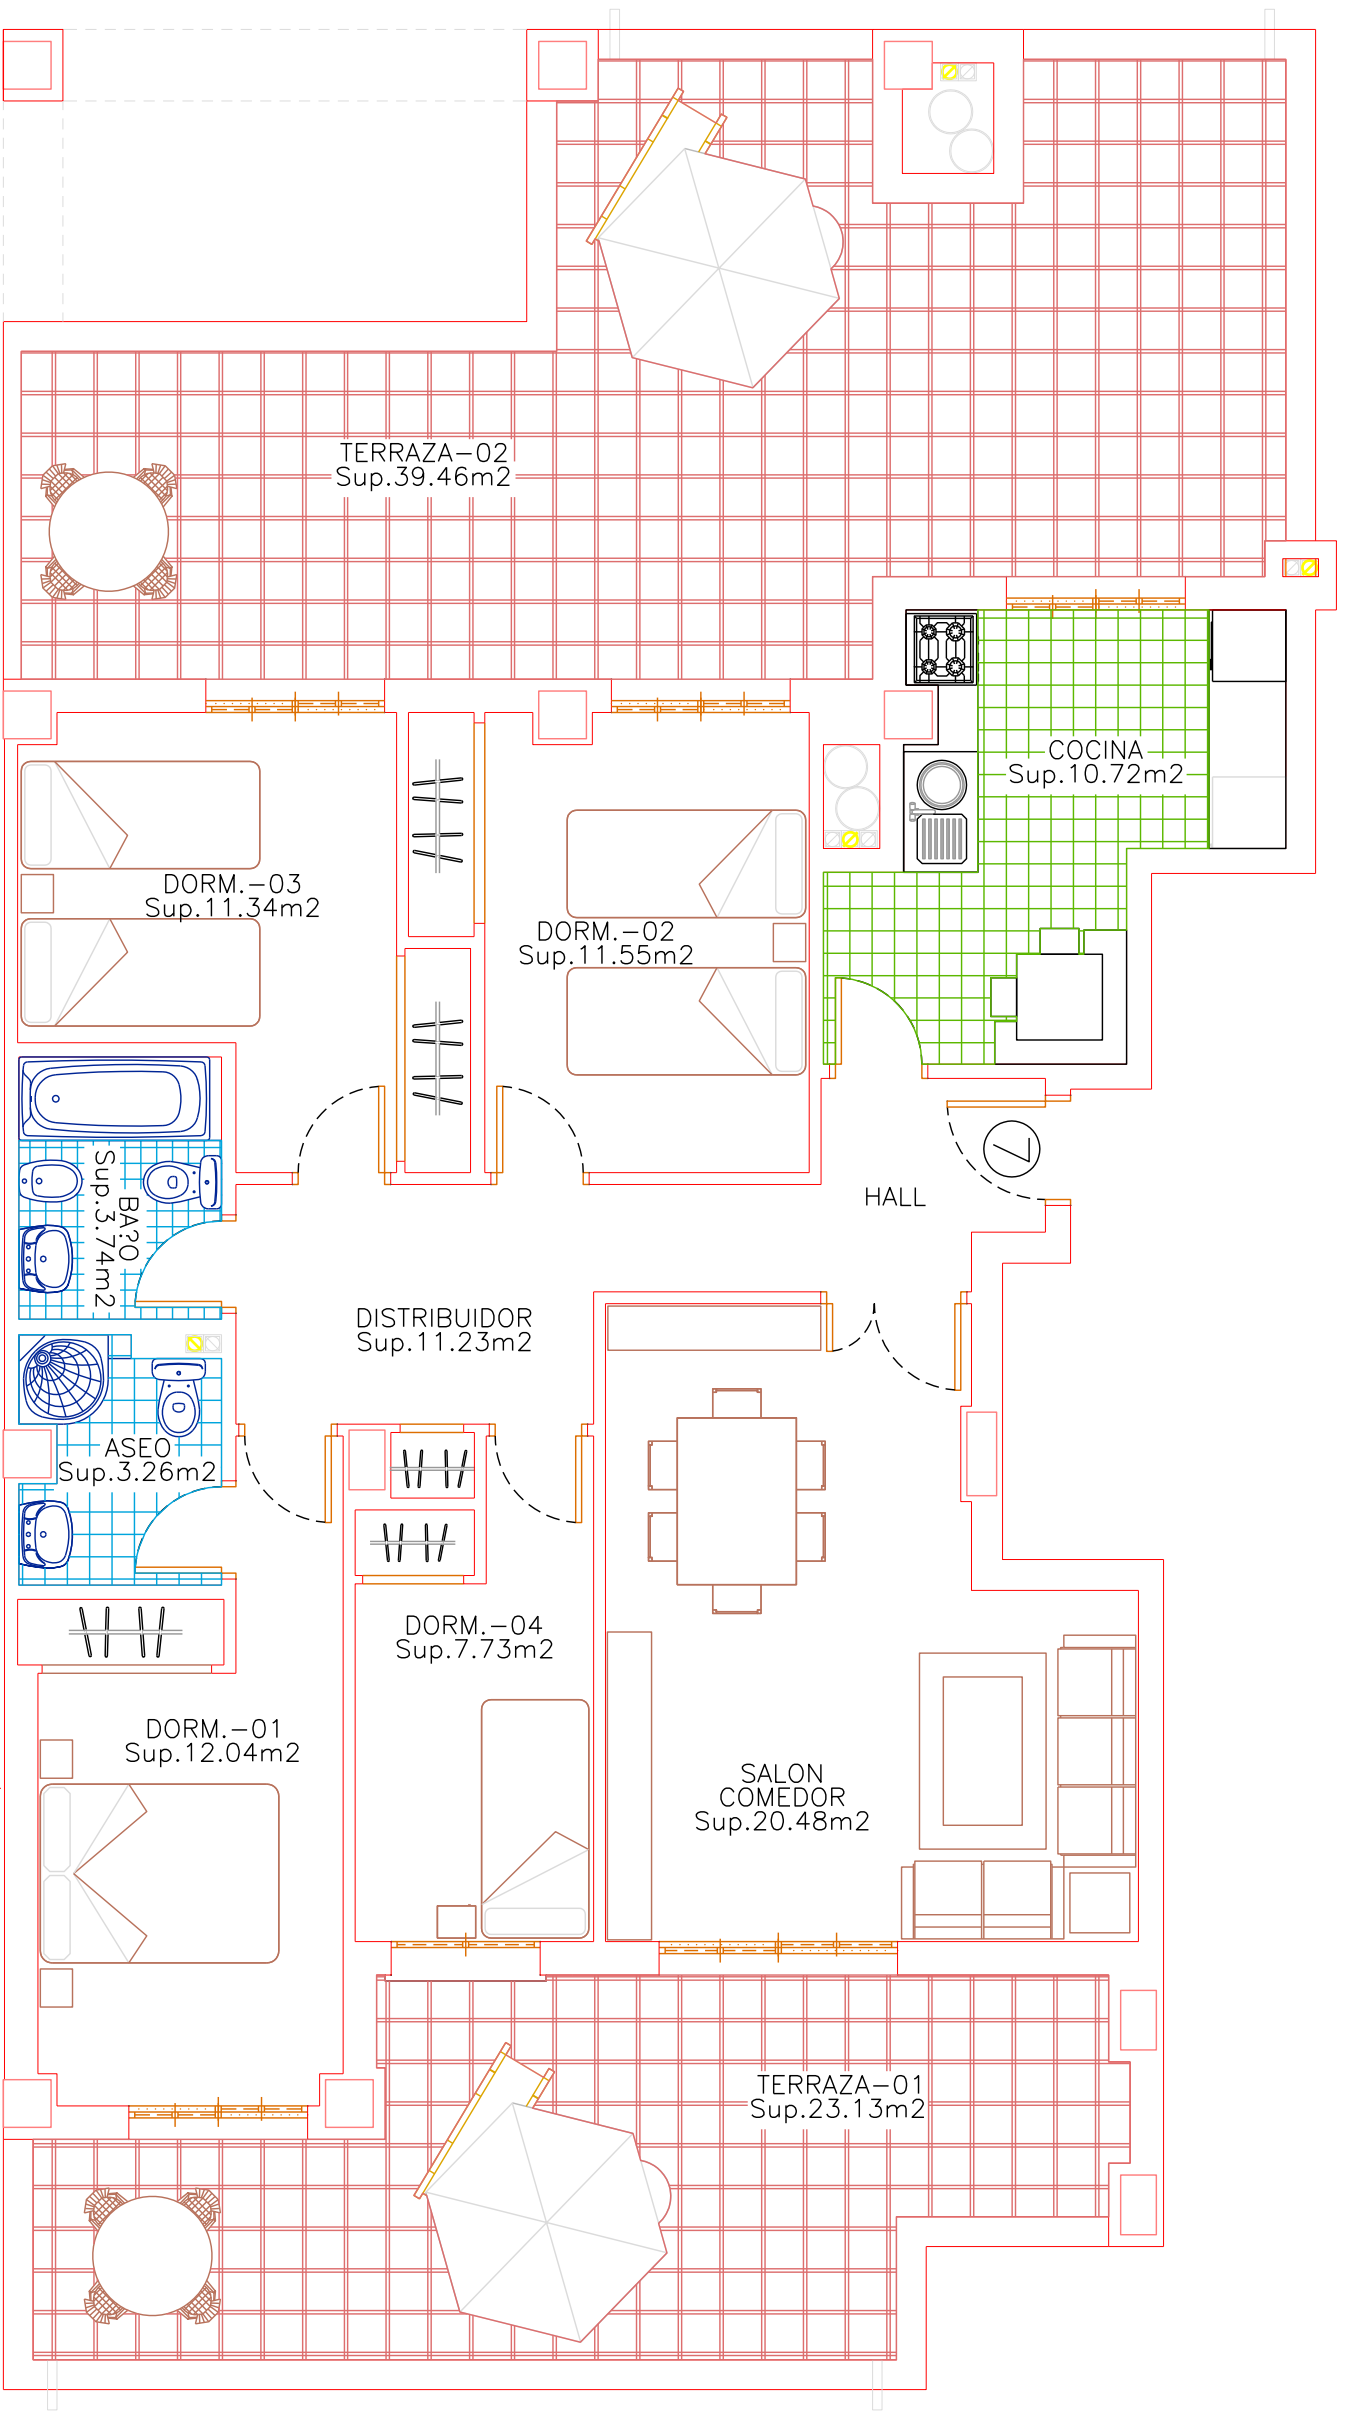 TERRAZA-02
Sup.39.46m2
COCINA
Sup.10.72m2
DORM.-03
Sup.11.34m2
DORM.-02
Sup.11.55m2
BA?O
Sup.3.74m2
7
HALL
DISTRIBUIDOR
Sup.11.23m2
ASEO
Sup.3.26m2
DORM.-04
Sup.7.73m2
DORM.-01
Sup.12.04m2
SALON
COMEDOR
Sup.20.48m2
TERRAZA-01
Sup.23.13m2